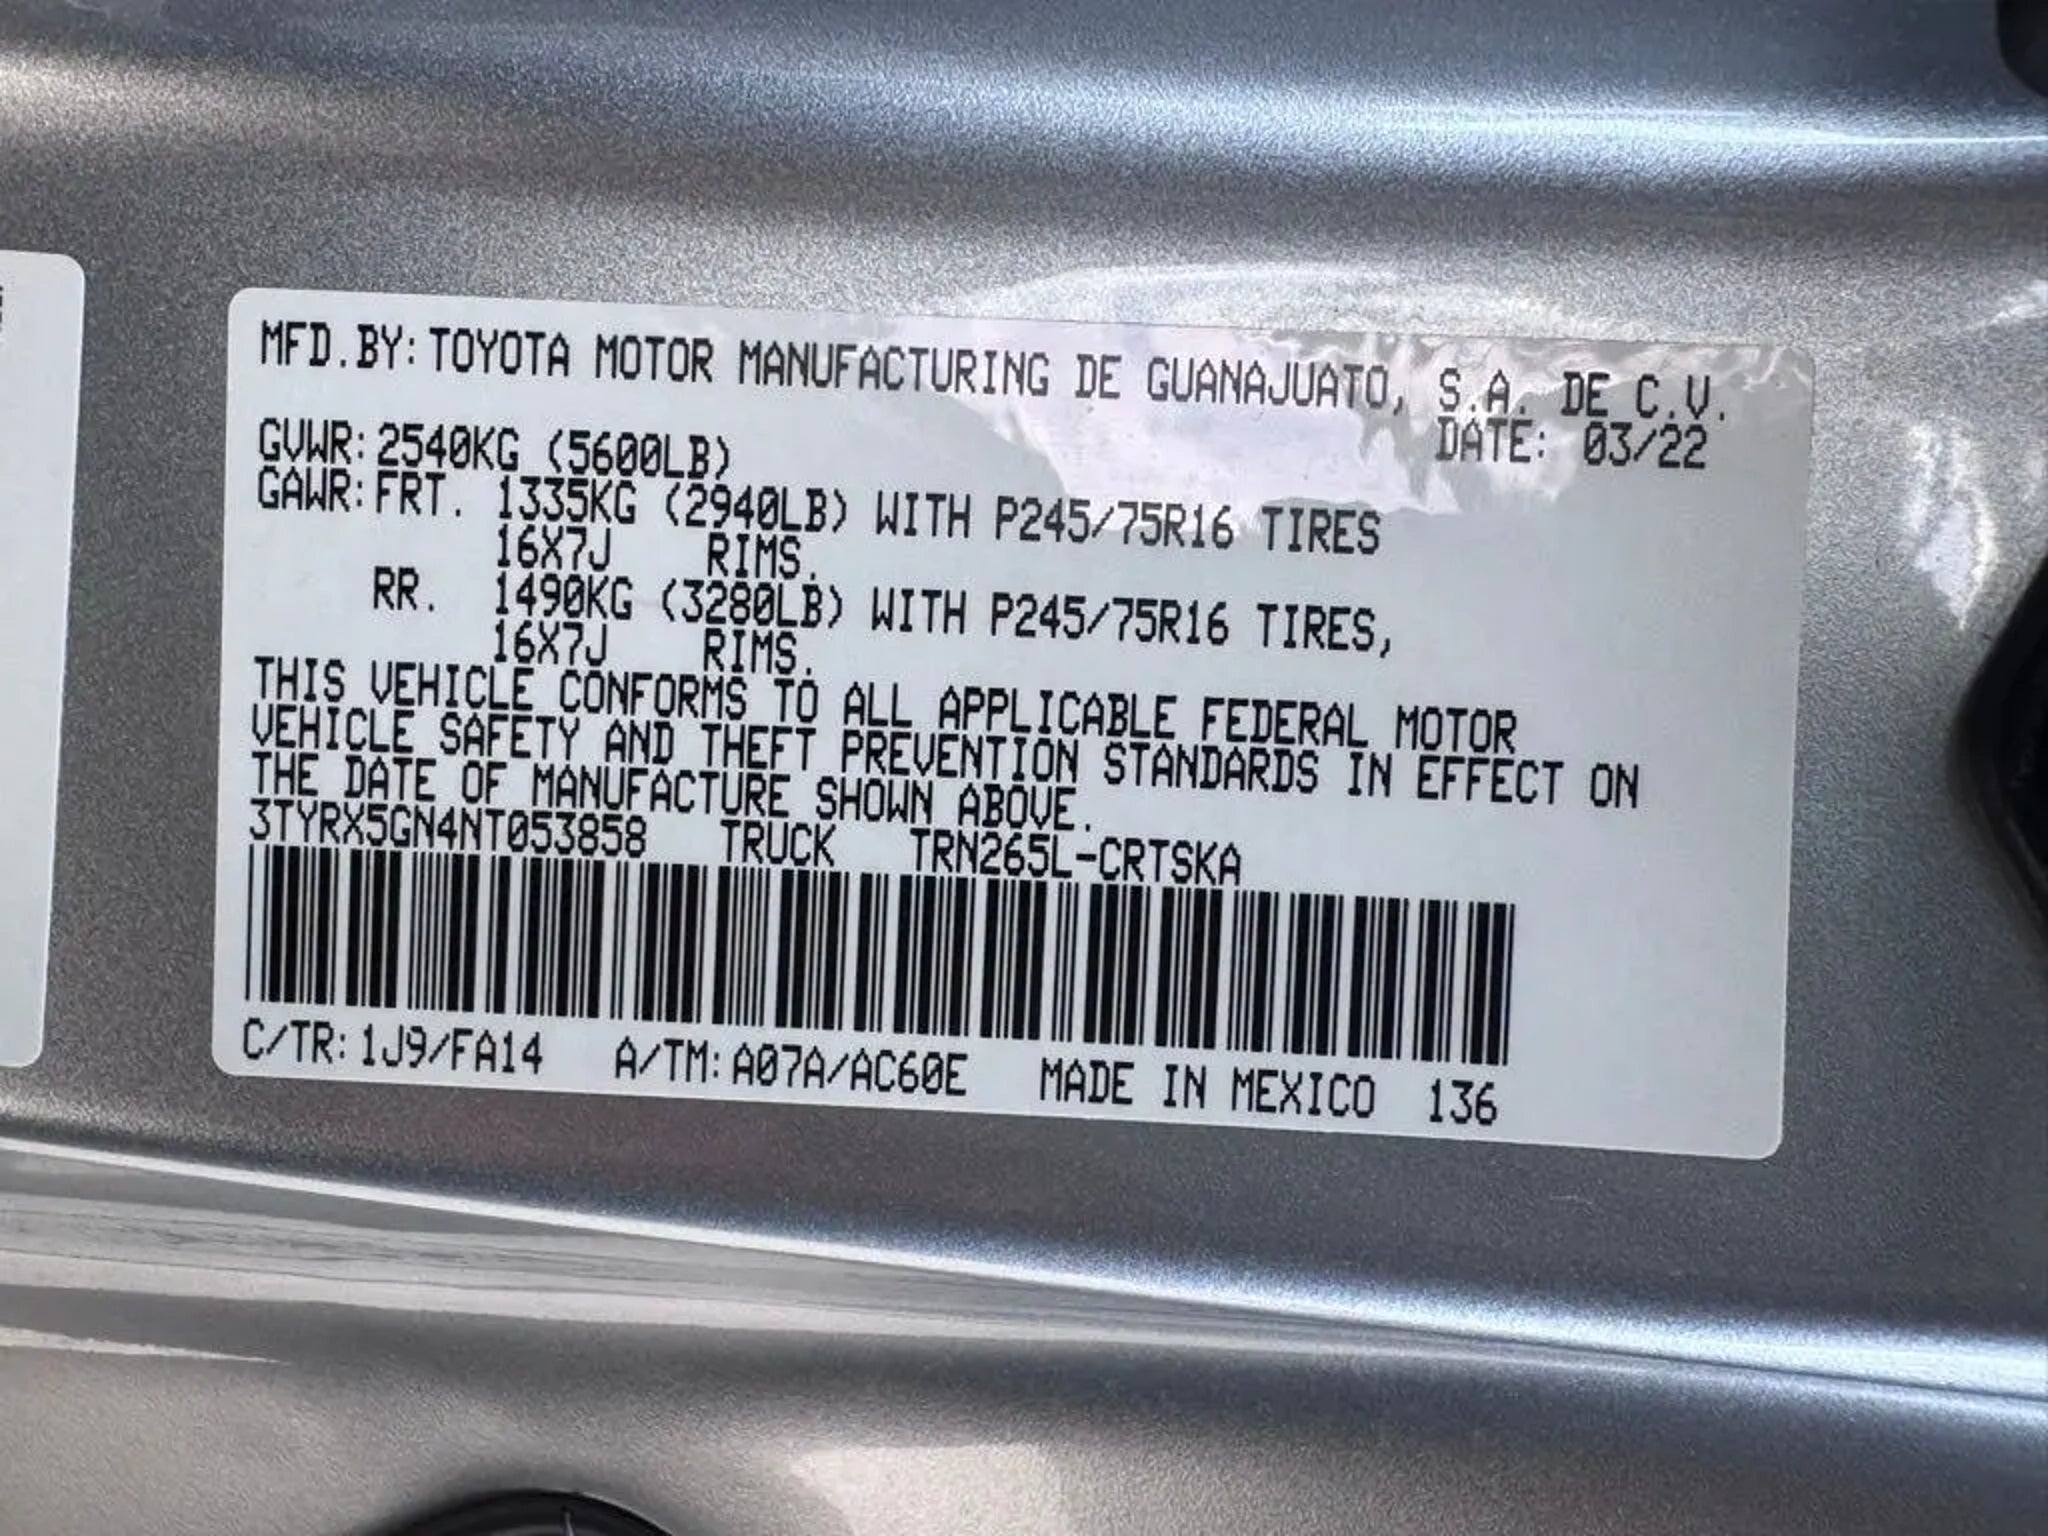 MFD.BY: TOYOTA MOTOR MANUFACTURING DE GUANAJUATO, S.A. DE C.V.
GVWR: 2540KG (5600LB) DATE: 03/22
GAWR: FRT. 1335KG (2940LB) WITH P245/75R16 TIRES
16X7J RIMS.
RR. 1490KG (3280LB) WITH P245/75R16 TIRES,
16X7J RIMS.
THIS VEHICLE CONFORMS TO ALL APPLICABLE FEDERAL MOTOR
VEHICLE SAFETY AND THEFT PREVENTION STANDARDS IN EFFECT ON
THE DATE OF MANUFACTURE SHOWN ABOVE.
3TYRX5GN4NT053858 TRUCK TRN265L-CRTSKA
C/TR: 1J9/FA14 A/TM: A07A/AC60E MADE IN MEXICO 136